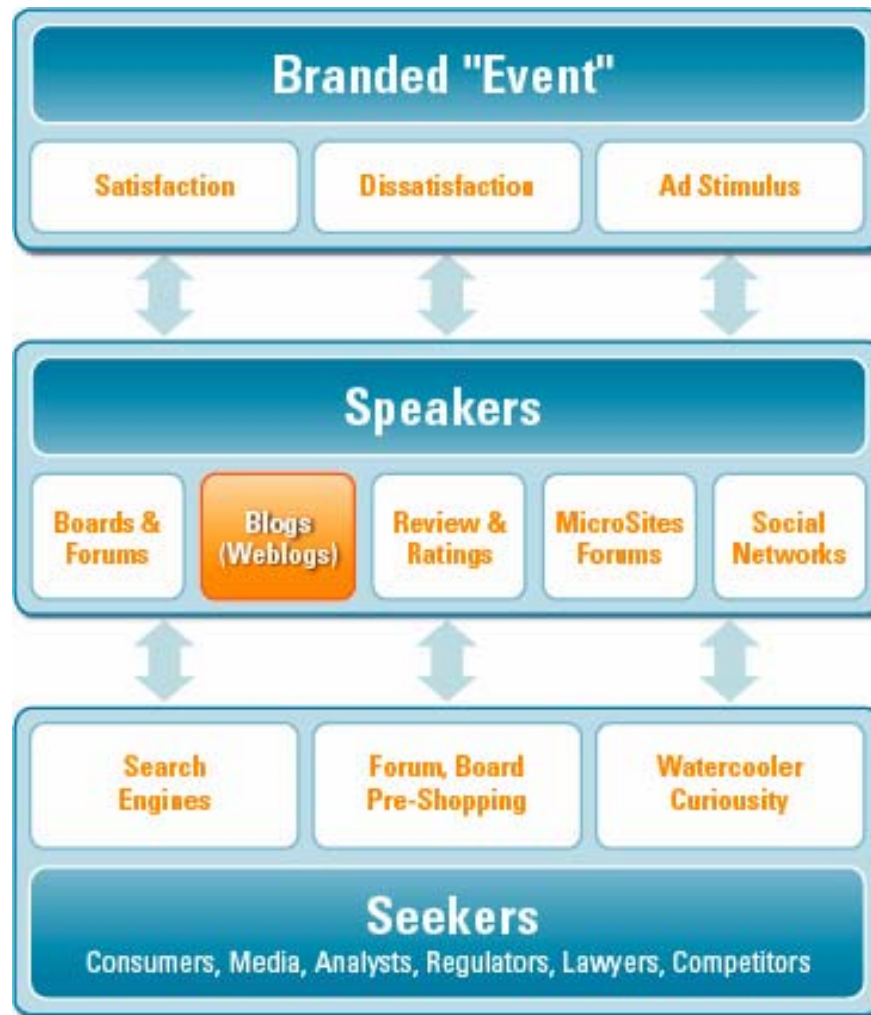 Branded "Event"
Satisfaction
Dissatisfaction
Ad Stimulus
Speakers
Boards &
Forums
Blogs
(Weblogs)
Review &
Ratings
MicroSites
Forums
Social
Networks
Search
Engines
Forum, Board
Pre-Shopping
Watercooler
Curiousity
Seekers
Consumers, Media, Analysts, Regulators, Lawyers, Competitors